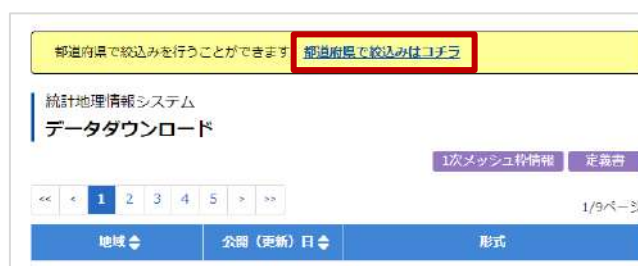 都道府県で絞込みを行うことができます 都道府県で絞込みはコチラ
統計地理情報システム
データダウンロード
1次メッシュ枠情報 定義書
<< < 1 2 3 4 5 > >>
1/9ページ
地域 公開（更新）日 形式